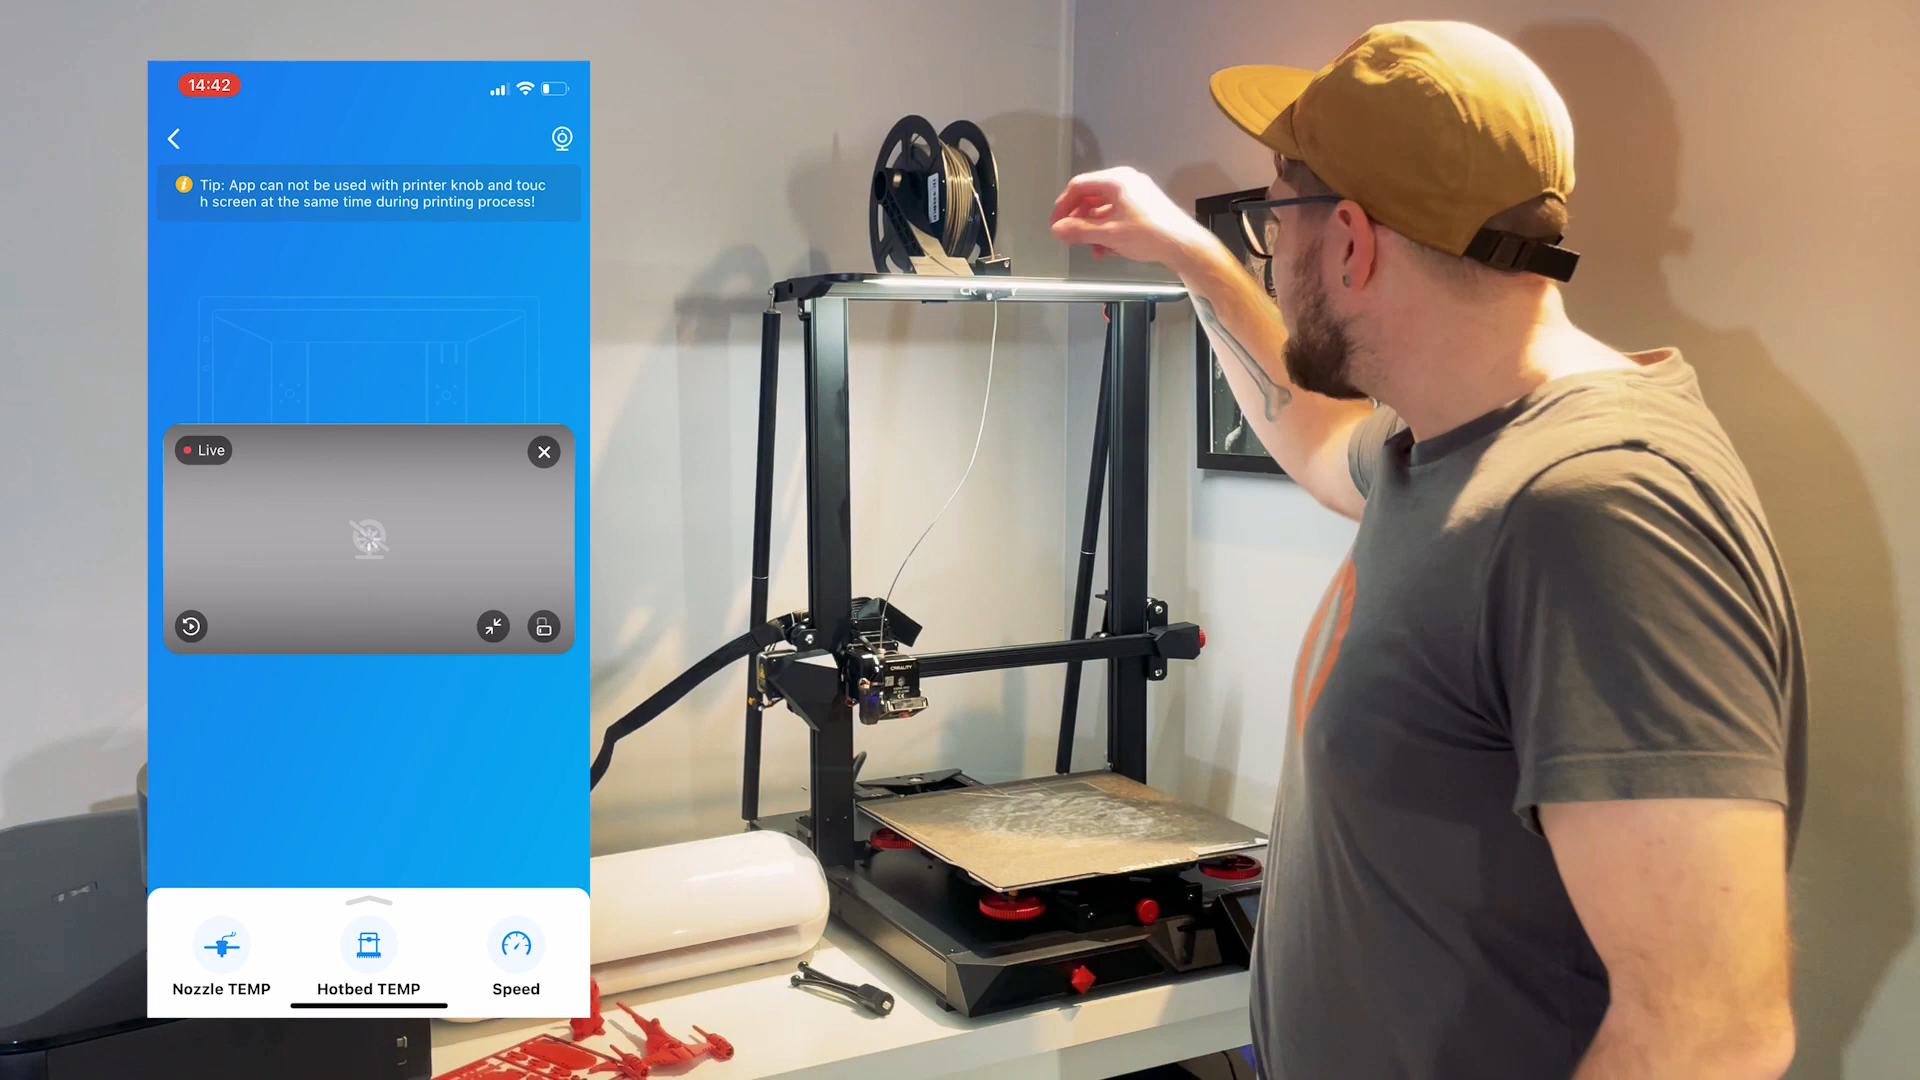 14:42
Tip: App can not be used with printer knob and touc
h screen at the same time during printing process!
Live
Nozzle TEMP
Hotbed TEMP
Speed
CREALITY